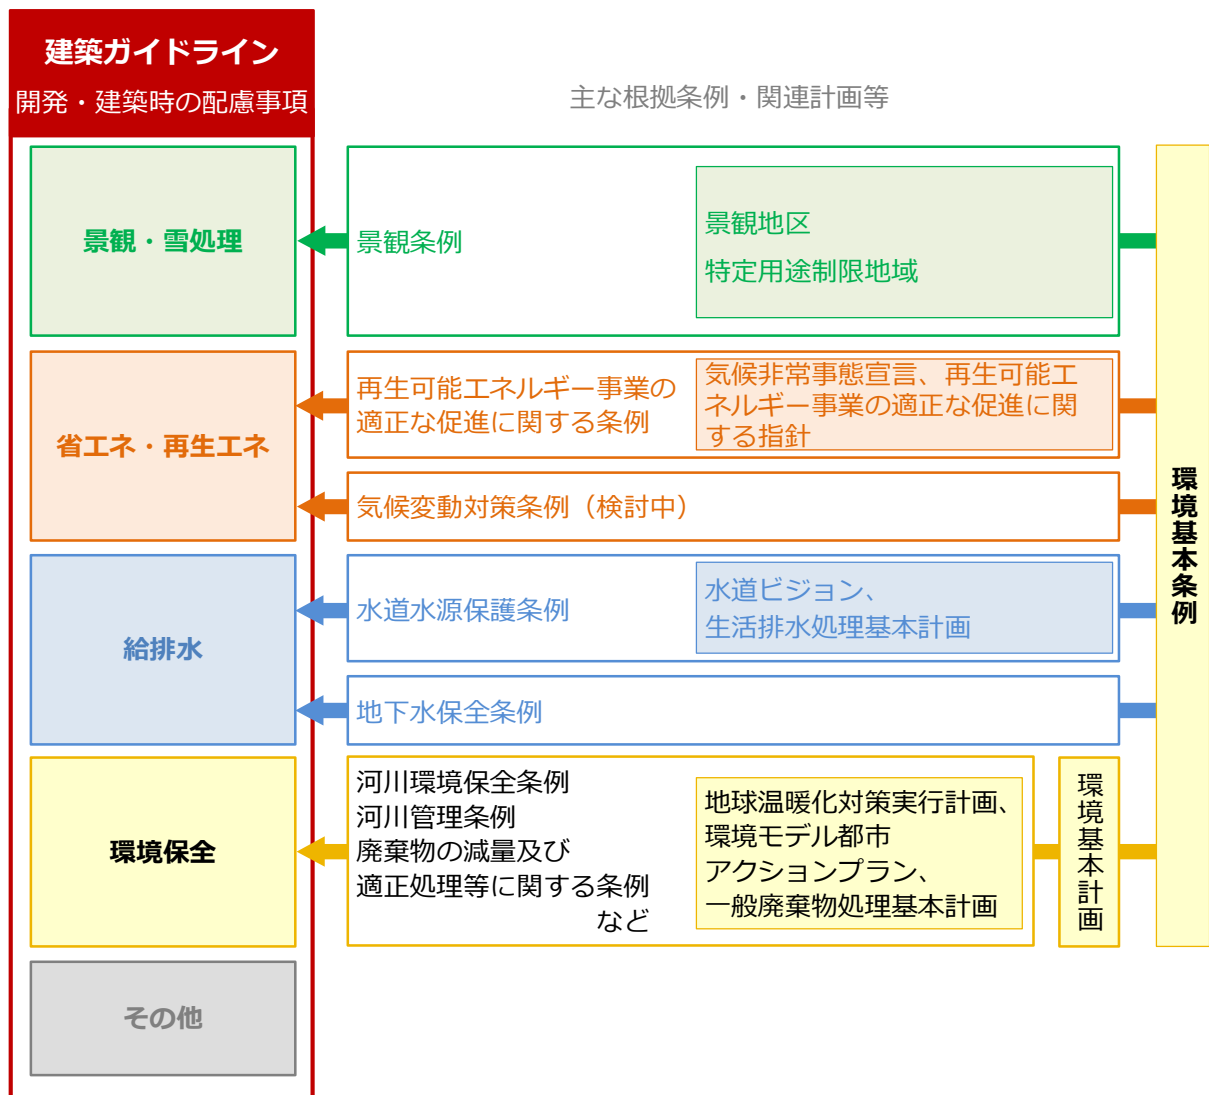 建築ガイドライン
開発・建築時の配慮事項
主な根拠条例・関連計画等
景観・雪処理
景観条例
景観地区
特定用途制限地域
省エネ・再生エネ
再生可能エネルギー事業の
適正な促進に関する条例
気候非常事態宣言、再生可能エ
ネルギー事業の適正な促進に関
する指針
気候変動対策条例（検討中）
給排水
水道水源保護条例
水道ビジョン、
生活排水処理基本計画
地下水保全条例
環境保全
河川環境保全条例
河川管理条例
廃棄物の減量及び
適正処理等に関する条例
など
地球温暖化対策実行計画、
環境モデル都市
アクションプラン、
一般廃棄物処理基本計画
環境基本計画
環境基本条例
その他